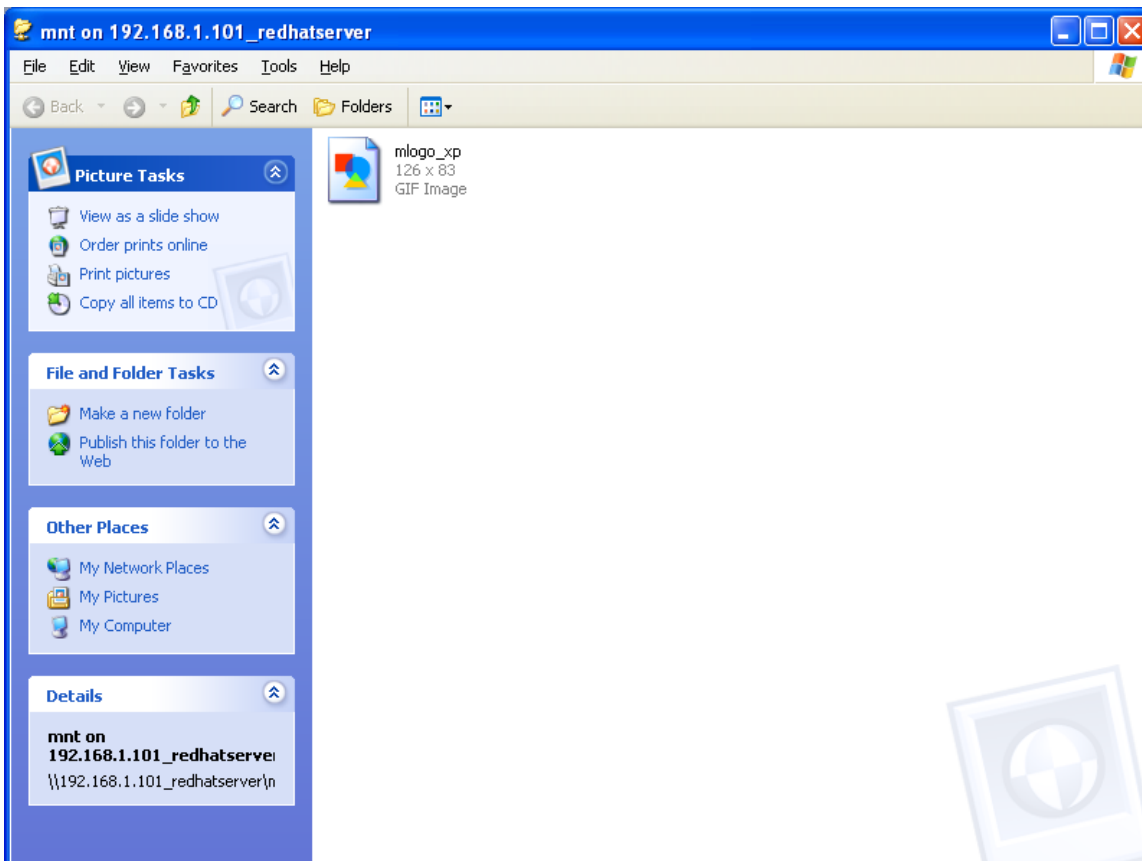 mnt on 192.168.1.101_redhatserver
File Edit View Favorites Tools Help
Back Search Folders
mlogo_xp
126 x 83
GIF Image
Picture Tasks
View as a slide show
Order prints online
Print pictures
Copy all items to CD
File and Folder Tasks
Make a new folder
Publish this folder to the
Web
Other Places
My Network Places
My Pictures
My Computer
Details
mnt on
192.168.1.101_redhatserver
\\192.168.1.101_redhatserver\